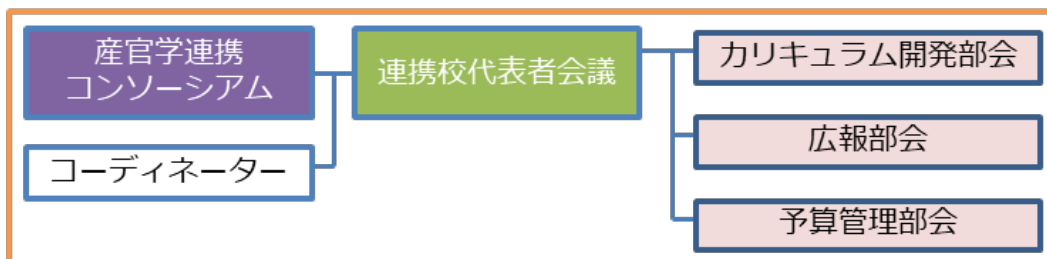 産官学連携
コンソーシアム
コーディネーター
連携校代表者会議
カリキュラム開発部会
広報部会
予算管理部会